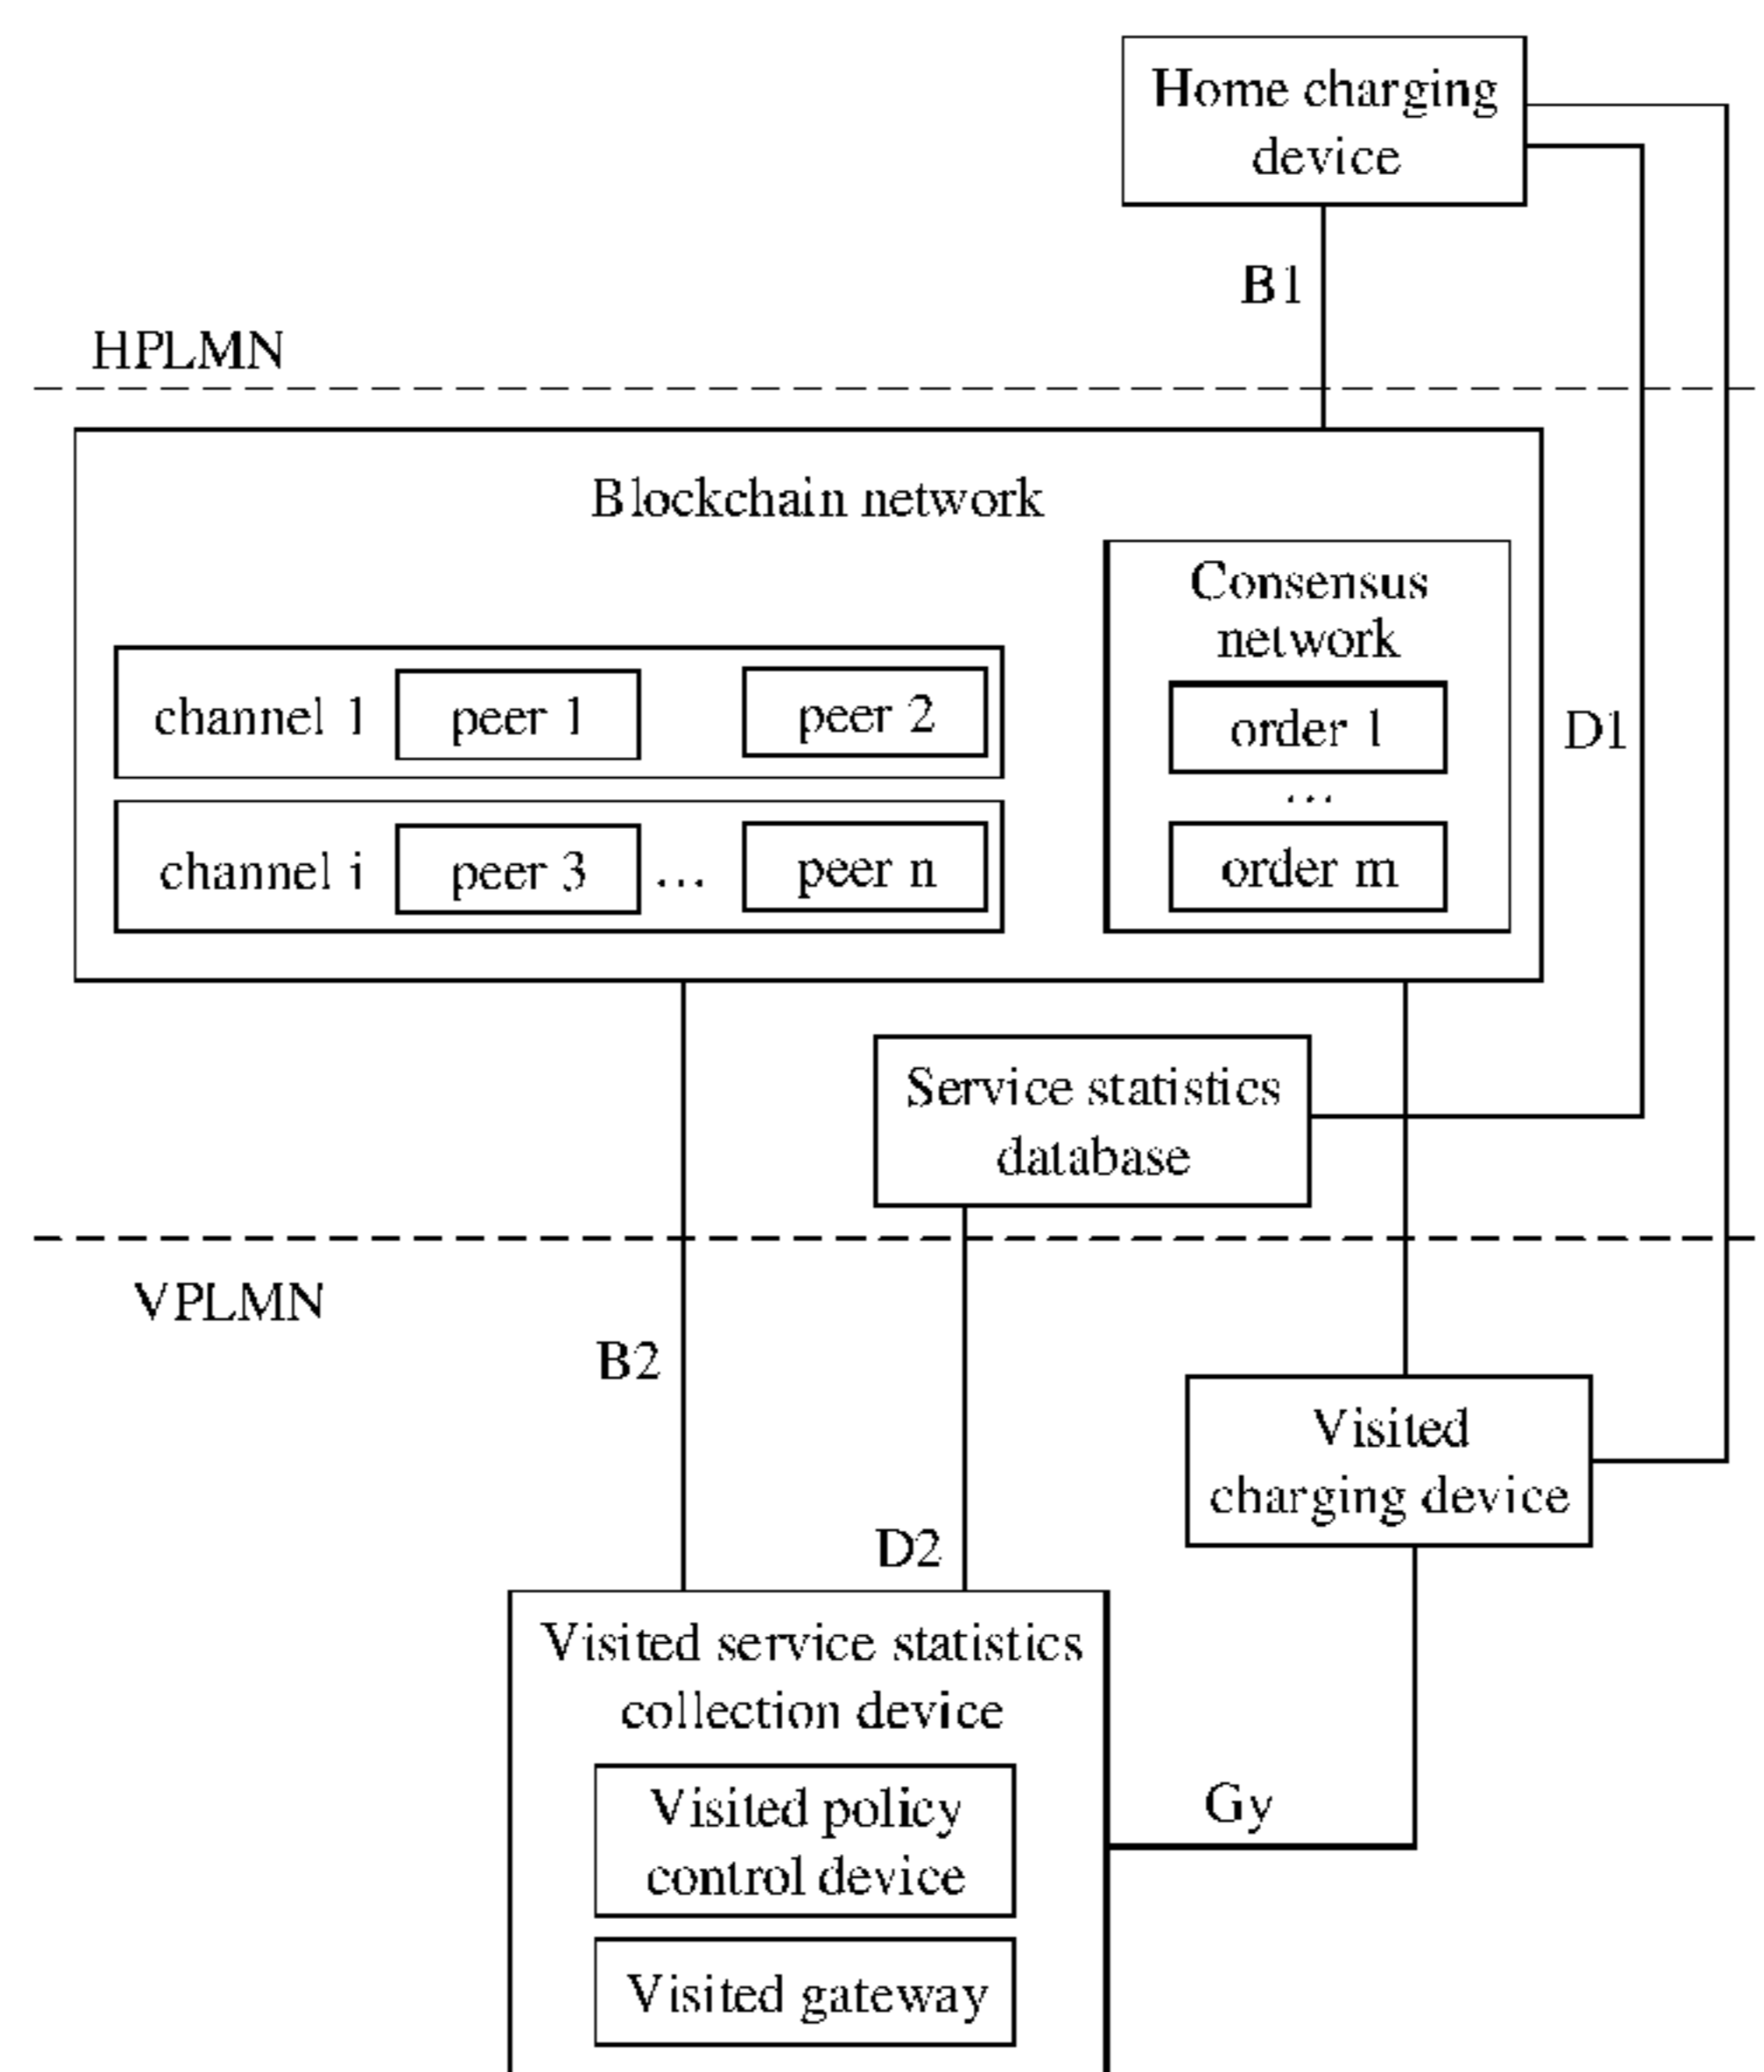 Home charging
device
B1
HPLMN
Blockchain network
Consensus
network
channel 1 peer 1 peer 2
order 1
D1
...
channel i peer 3 ... peer n
order m
Service statistics
database
VPLMN
B2
Visited
charging device
D2
Visited service statistics
collection device
Visited policy
control device
Gy
Visited gateway